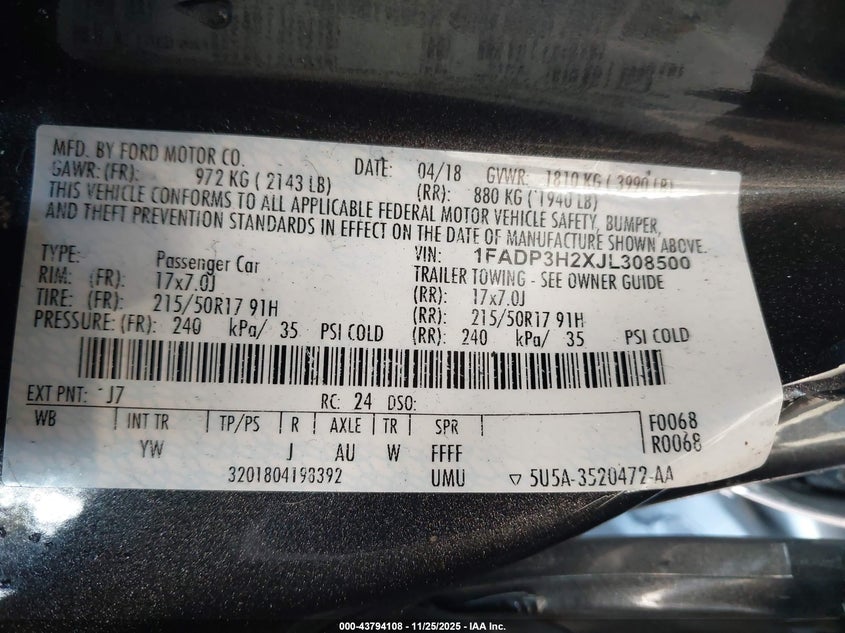 MFD. BY FORD MOTOR CO.
DATE: 04/18 GVWR: 1810 KG ( 3990 LB)
GAWR: (FR): 972 KG ( 2143 LB) (RR): 880 KG ( 1940 LB)
THIS VEHICLE CONFORMS TO ALL APPLICABLE FEDERAL MOTOR VEHICLE SAFETY, BUMPER,
AND THEFT PREVENTION STANDARDS IN EFFECT ON THE DATE OF MANUFACTURE SHOWN ABOVE.
VIN: 1FADP3H2XJL308500
TYPE: Passenger Car TRAILER TOWING - SEE OWNER GUIDE
RIM: (FR): 17x7.0J (RR): 17x7.0J
TIRE: (FR): 215/50R17 91H (RR): 215/50R17 91H
PRESSURE: (FR): 240 kPa/ 35 PSI COLD (RR): 240 kPa/ 35 PSI COLD
EXT PNT: J7 RC: 24 DSO:
WB INT TR TP/PS R AXLE TR SPR F0068
YW J AU W FFFF R0068
3201804193392 UMU ▽ 5U5A-3520472-AA
000-43794108 - 11/25/2025 - IAA Inc.